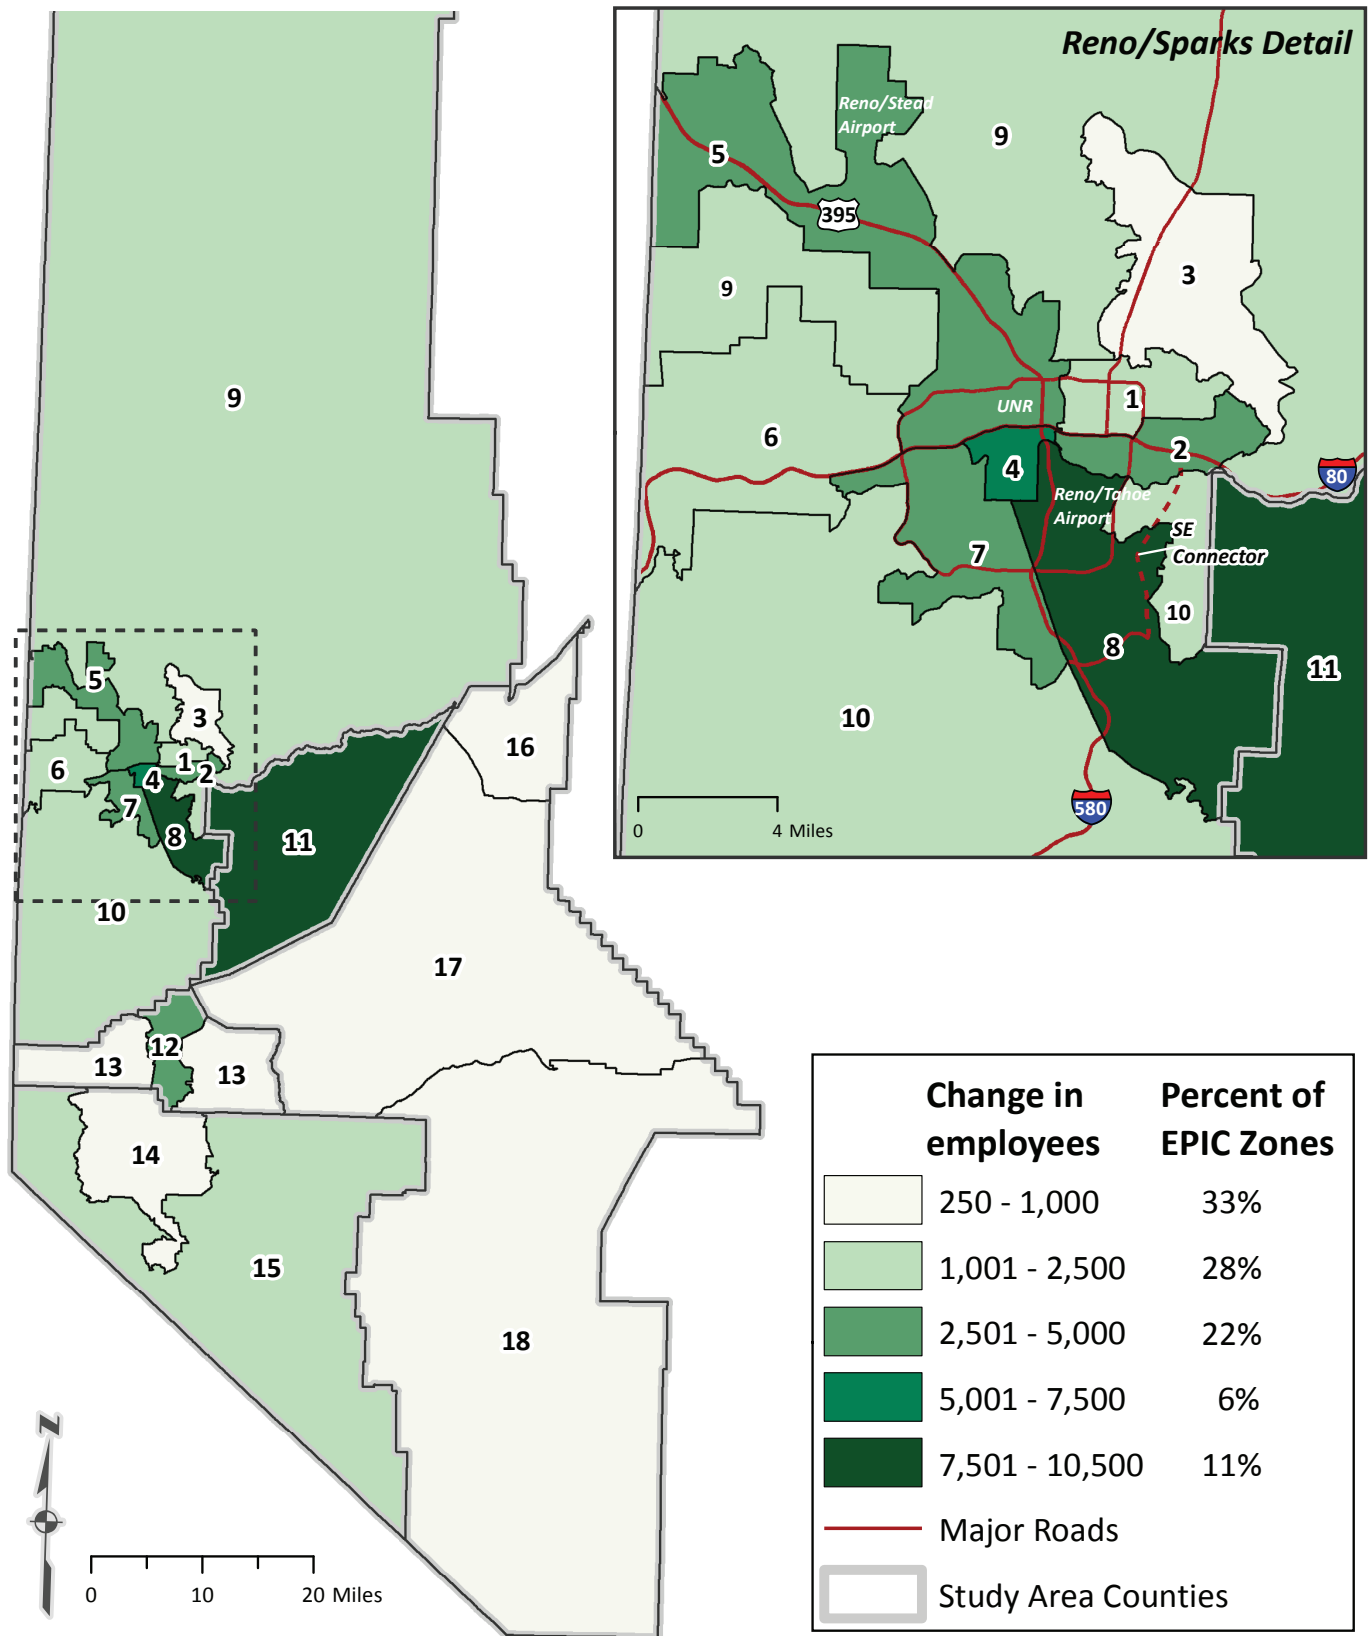 Reno/Sparks Detail
Reno/Stead
Airport
9
5
395
3
9
1
UNR
6
2
4
80
Reno/Tahoe
Airport
SE
Connector
7
10
8
11
10
580
0
4 Miles
9
5
3
16
6
1
2
4
7
8
11
10
17
12
13
13
14
15
18
N
0
10
20 Miles
Change in
employees
Percent of
EPIC Zones
250 - 1,000
33%
1,001 - 2,500
28%
2,501 - 5,000
22%
5,001 - 7,500
6%
7,501 - 10,500
11%
Major Roads
Study Area Counties